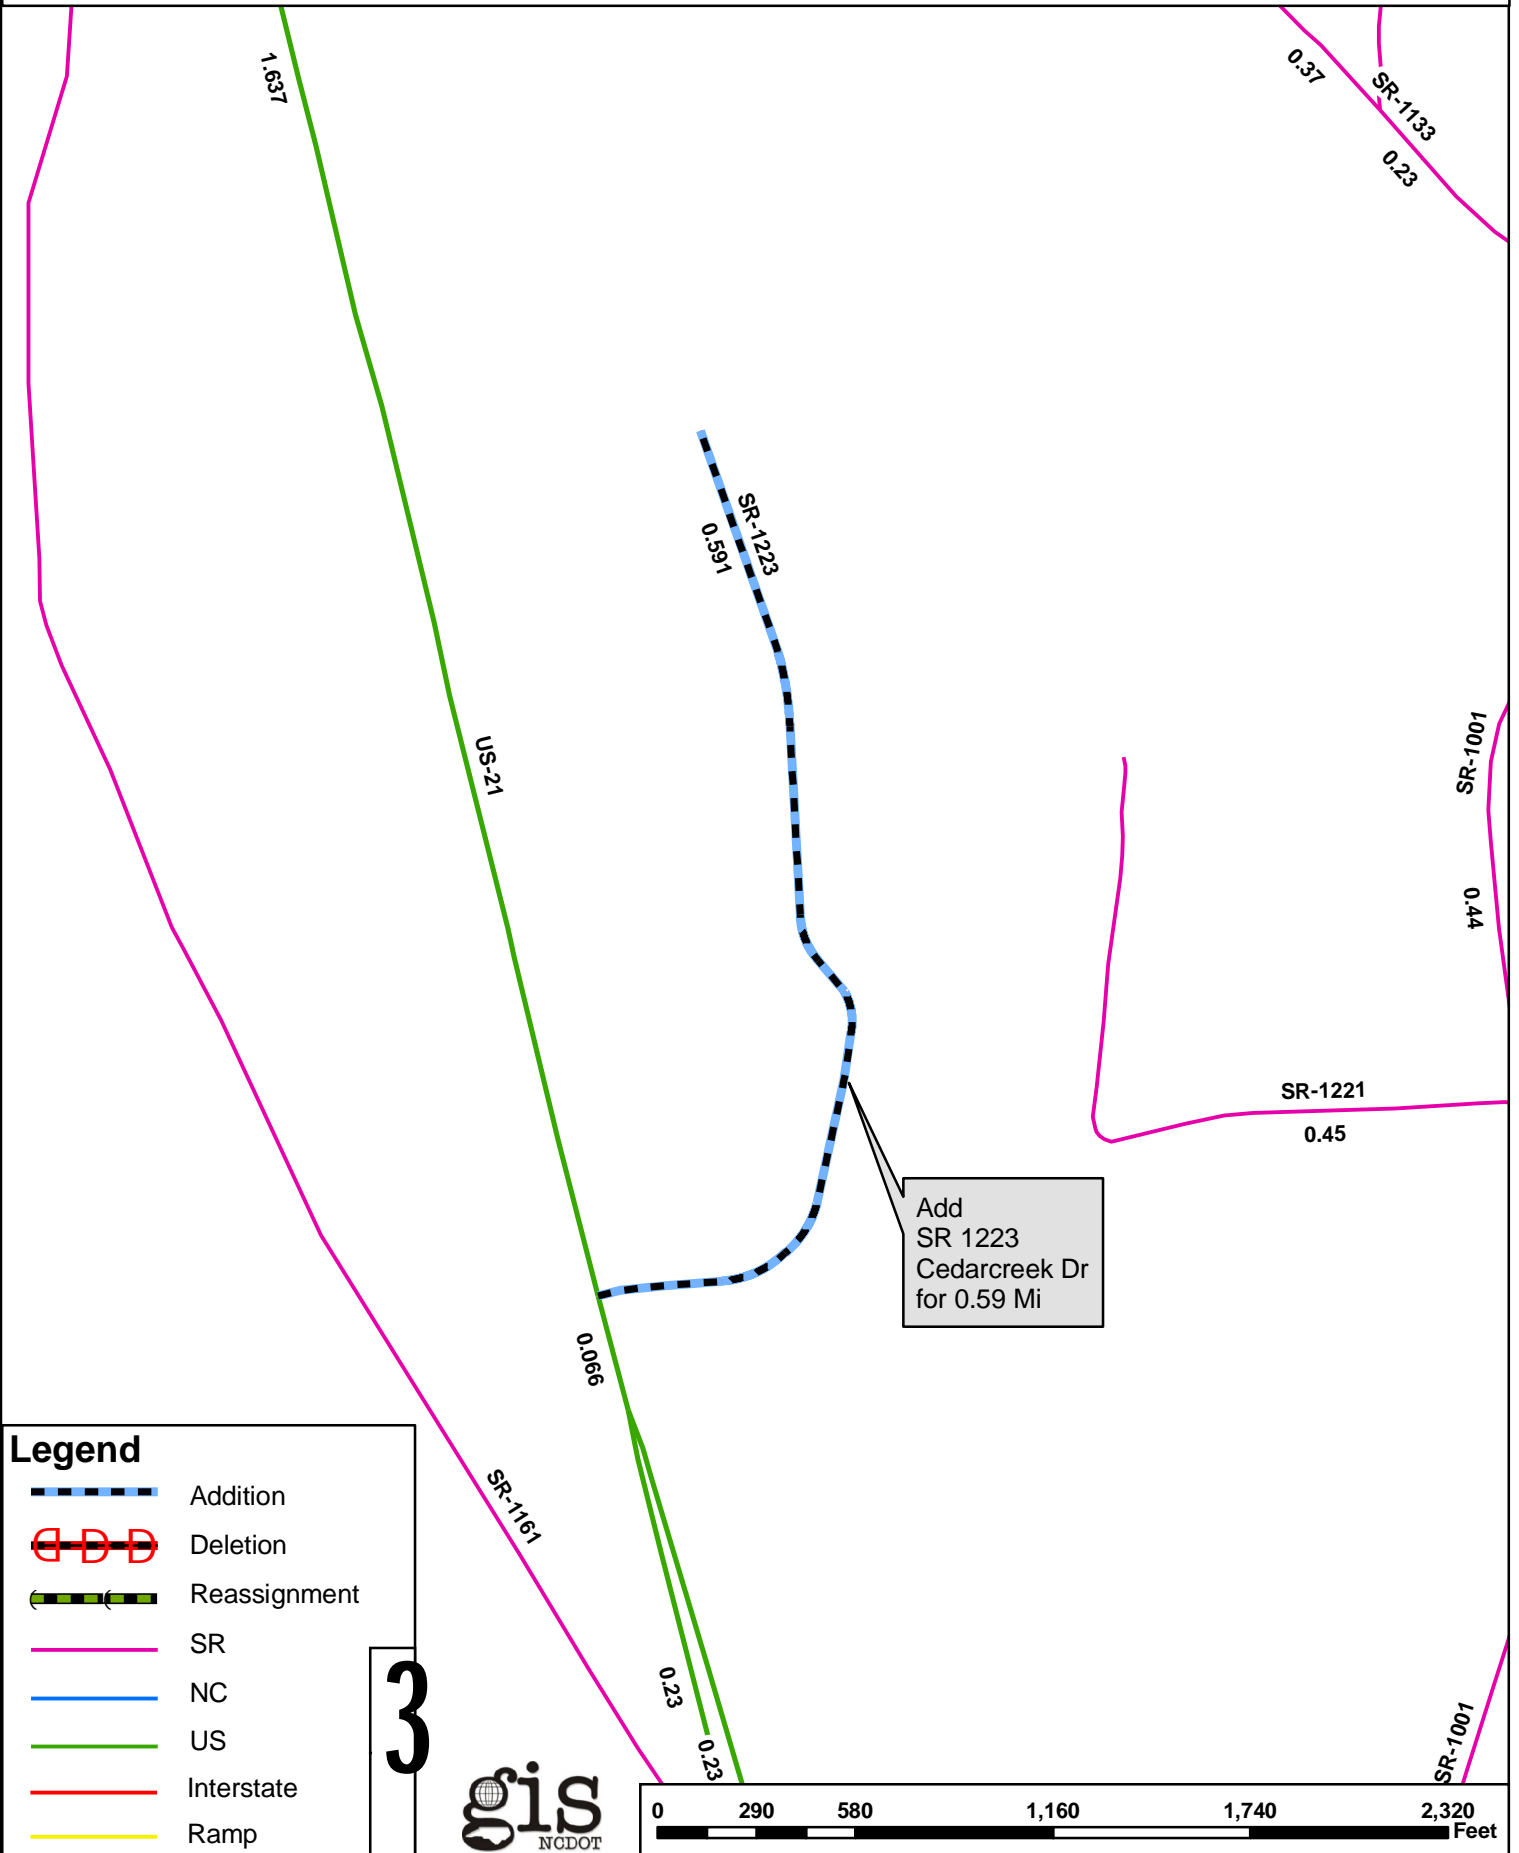 1.637
0.37
SR-1133
0.23
SR-1223
0.591
US-21
SR-1001
0.44
SR-1221
0.45
Add
SR 1223
Cedarcreek Dr
for 0.59 Mi
0.066
SR-1161
0.23
0.23
SR-1001
Legend
Addition
D D D Deletion
Reassignment
SR
NC
US
Interstate
Ramp
3
gis
NCDOT
0 290 580 1,160 1,740 2,320
Feet